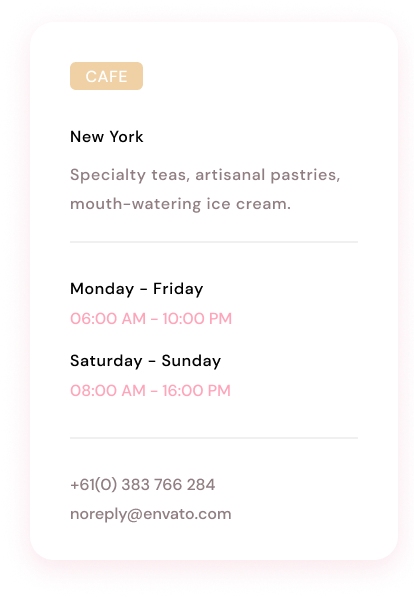 CAFE
New York
Specialty teas, artisanal pastries,
mouth-watering ice cream.
Monday - Friday
06:00 AM - 10:00 PM
Saturday - Sunday
08:00 AM - 16:00 PM
+61(0) 383 766 284
noreply@envato.com